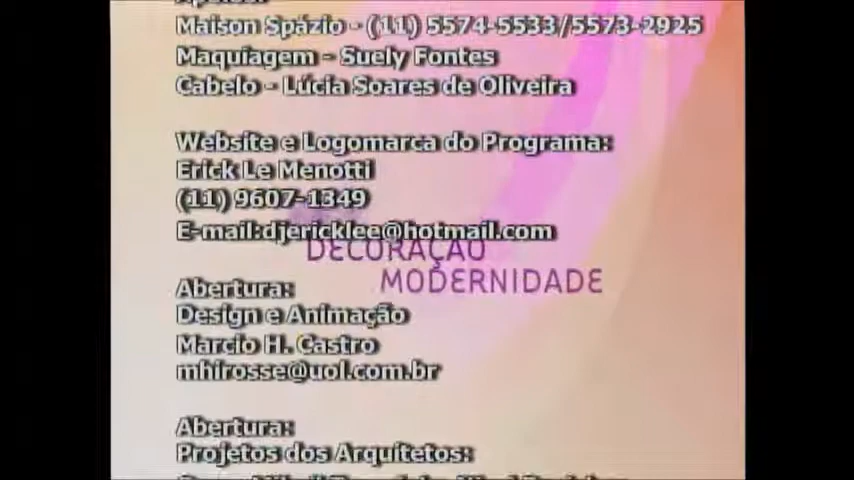 Maison Spázio - (11) 5574-5533/5573-2925
Maquiagem - Suely Fontes
Cabelo - Lúcia Soares de Oliveira
Website e Logomarca do Programa:
Erick Le Menotti
(11) 9607-1349
E-mail:djericklee@hotmail.com
DECORAÇÃO
MODERNIDADE
Abertura:
Design e Animação
Marcio H. Castro
mhirosse@uol.com.br
Abertura:
Projetos dos Arquitetos: